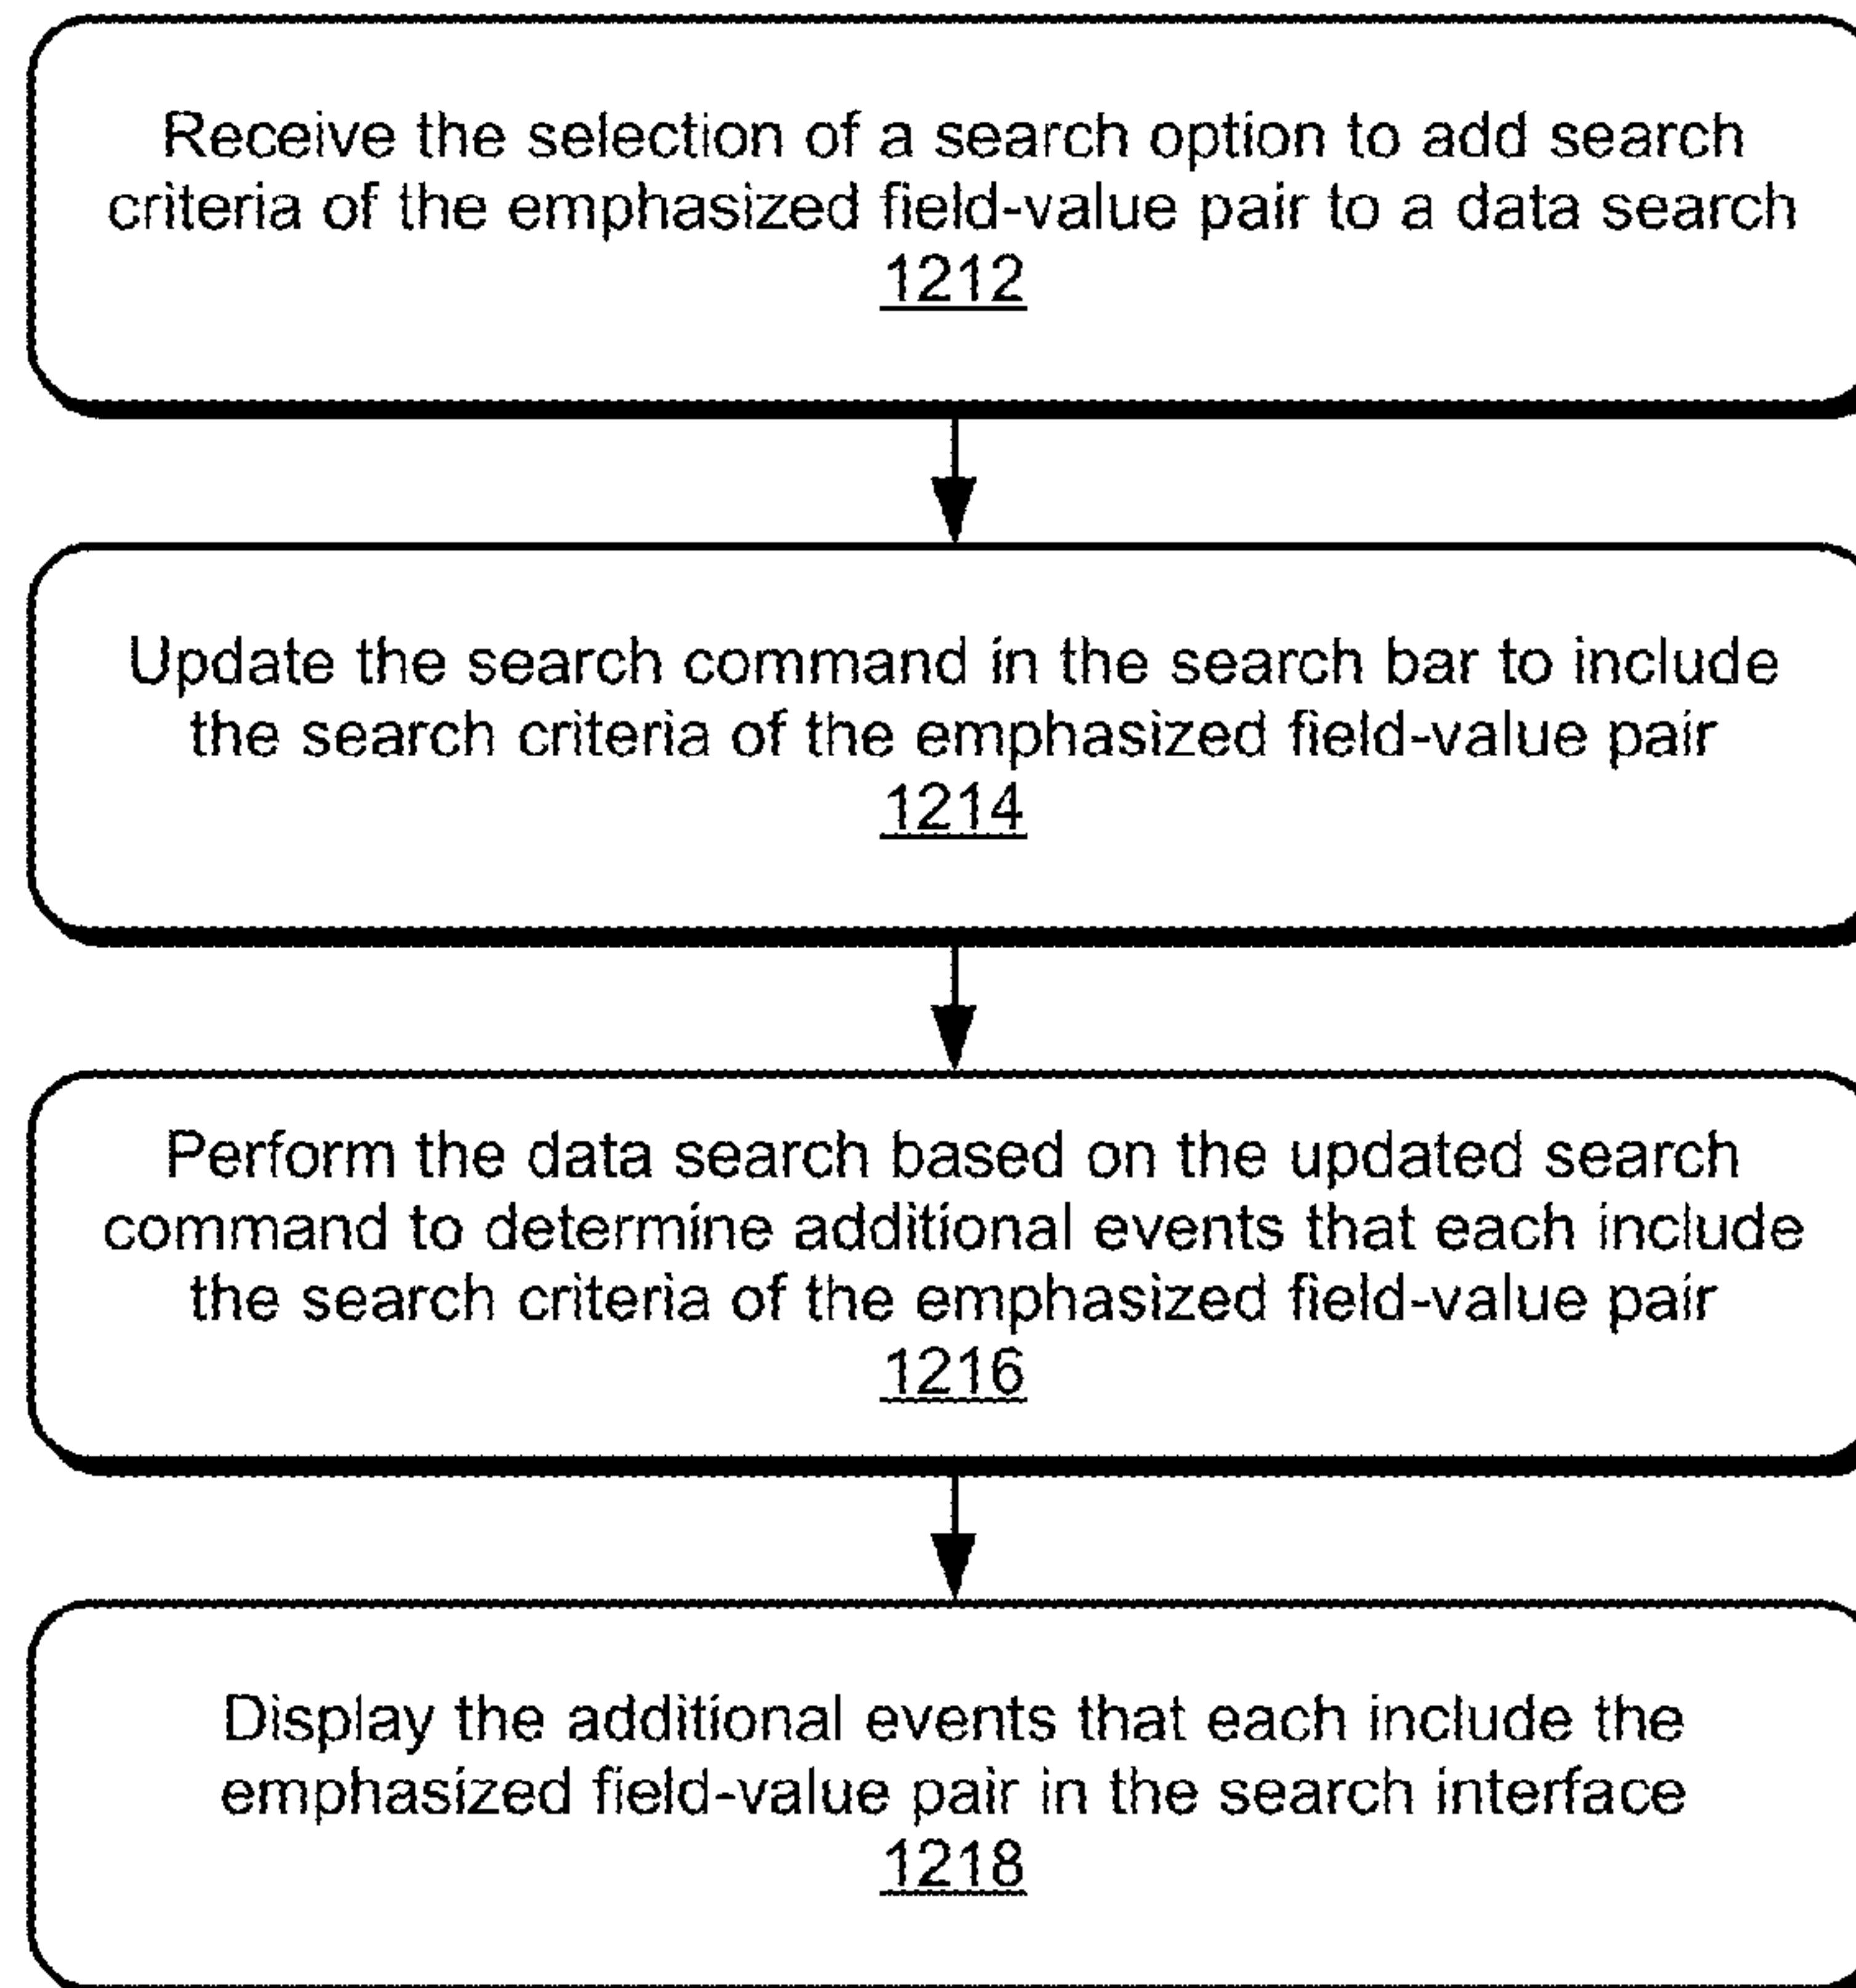 Receive the selection of a search option to add search
criteria of the emphasized field-value pair to a data search
1212
Update the search command in the search bar to include
the search criteria of the emphasized field-value pair
1214
Perform the data search based on the updated search
command to determine additional events that each include
the search criteria of the emphasized field-value pair
1216
Display the additional events that each include the
emphasized field-value pair in the search interface
1218